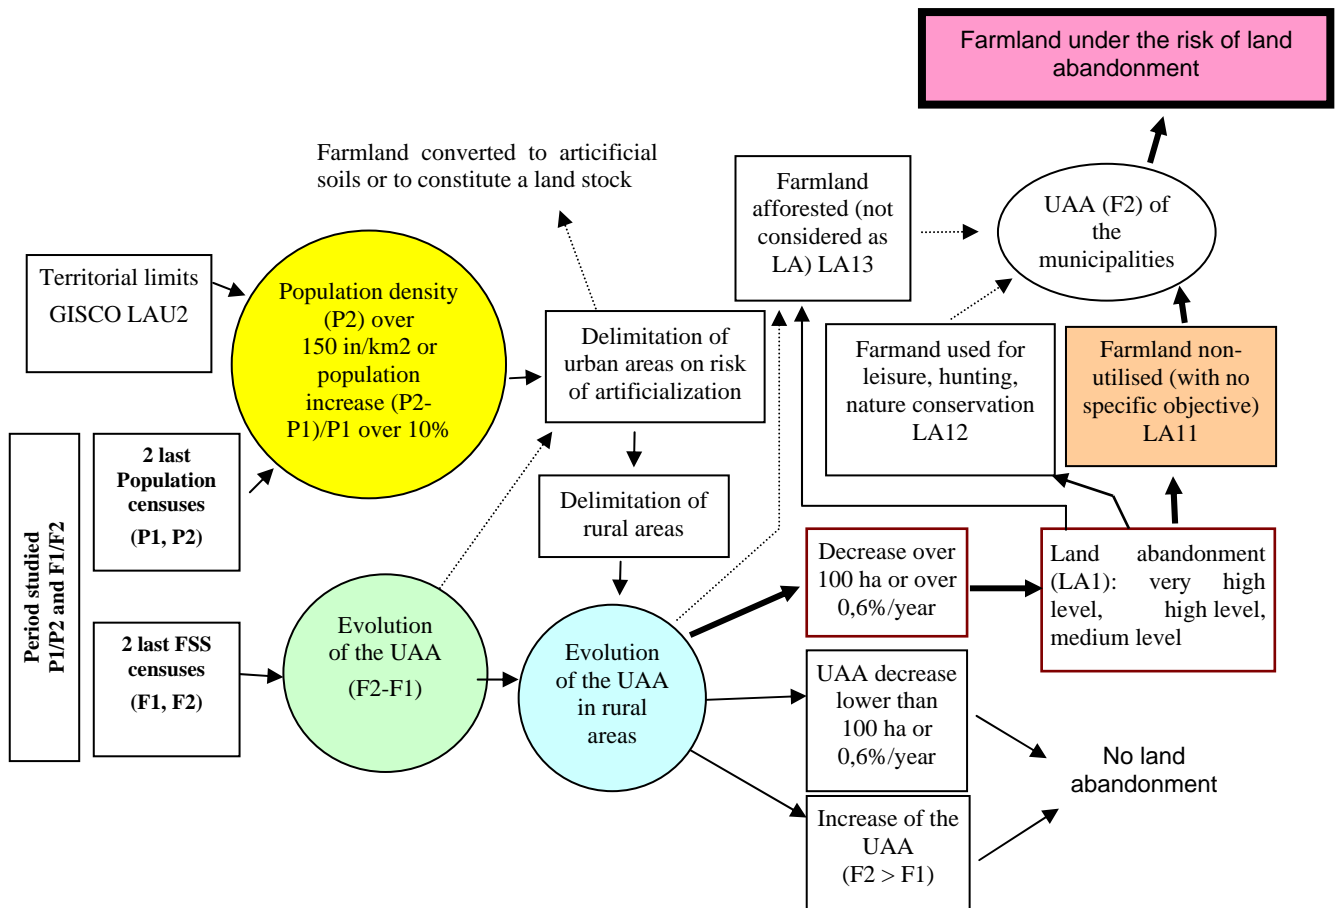 Farmland under the risk of land
abandonment
Farmland converted to articificial
soils or to constitute a land stock
Farmland
afforested (not
considered as
LA) LA13
UAA (F2) of
the
municipalities
Territorial limits
GISCO LAU2
Population density
(P2) over
150 in/km2 or
population
increase (P2-
P1)/P1 over 10%
Delimitation of
urban areas on risk
of artificialization
Farmand used for
leisure, hunting,
nature conservation
LA12
Farmland non-
utilised (with no
specific objective)
LA11
Period studied
P1/P2 and F1/F2
2 last
Population
censuses
(P1, P2)
Delimitation of
rural areas
Decrease over
100 ha or over
0,6%/year
Land abandonment
(LA1): very high
level, high level,
medium level
2 last FSS
censuses
(F1, F2)
Evolution
of the UAA
(F2-F1)
Evolution
of the UAA
in rural
areas
UAA decrease
lower than
100 ha or
0,6%/year
No land
abandonment
Increase of the
UAA
(F2 > F1)